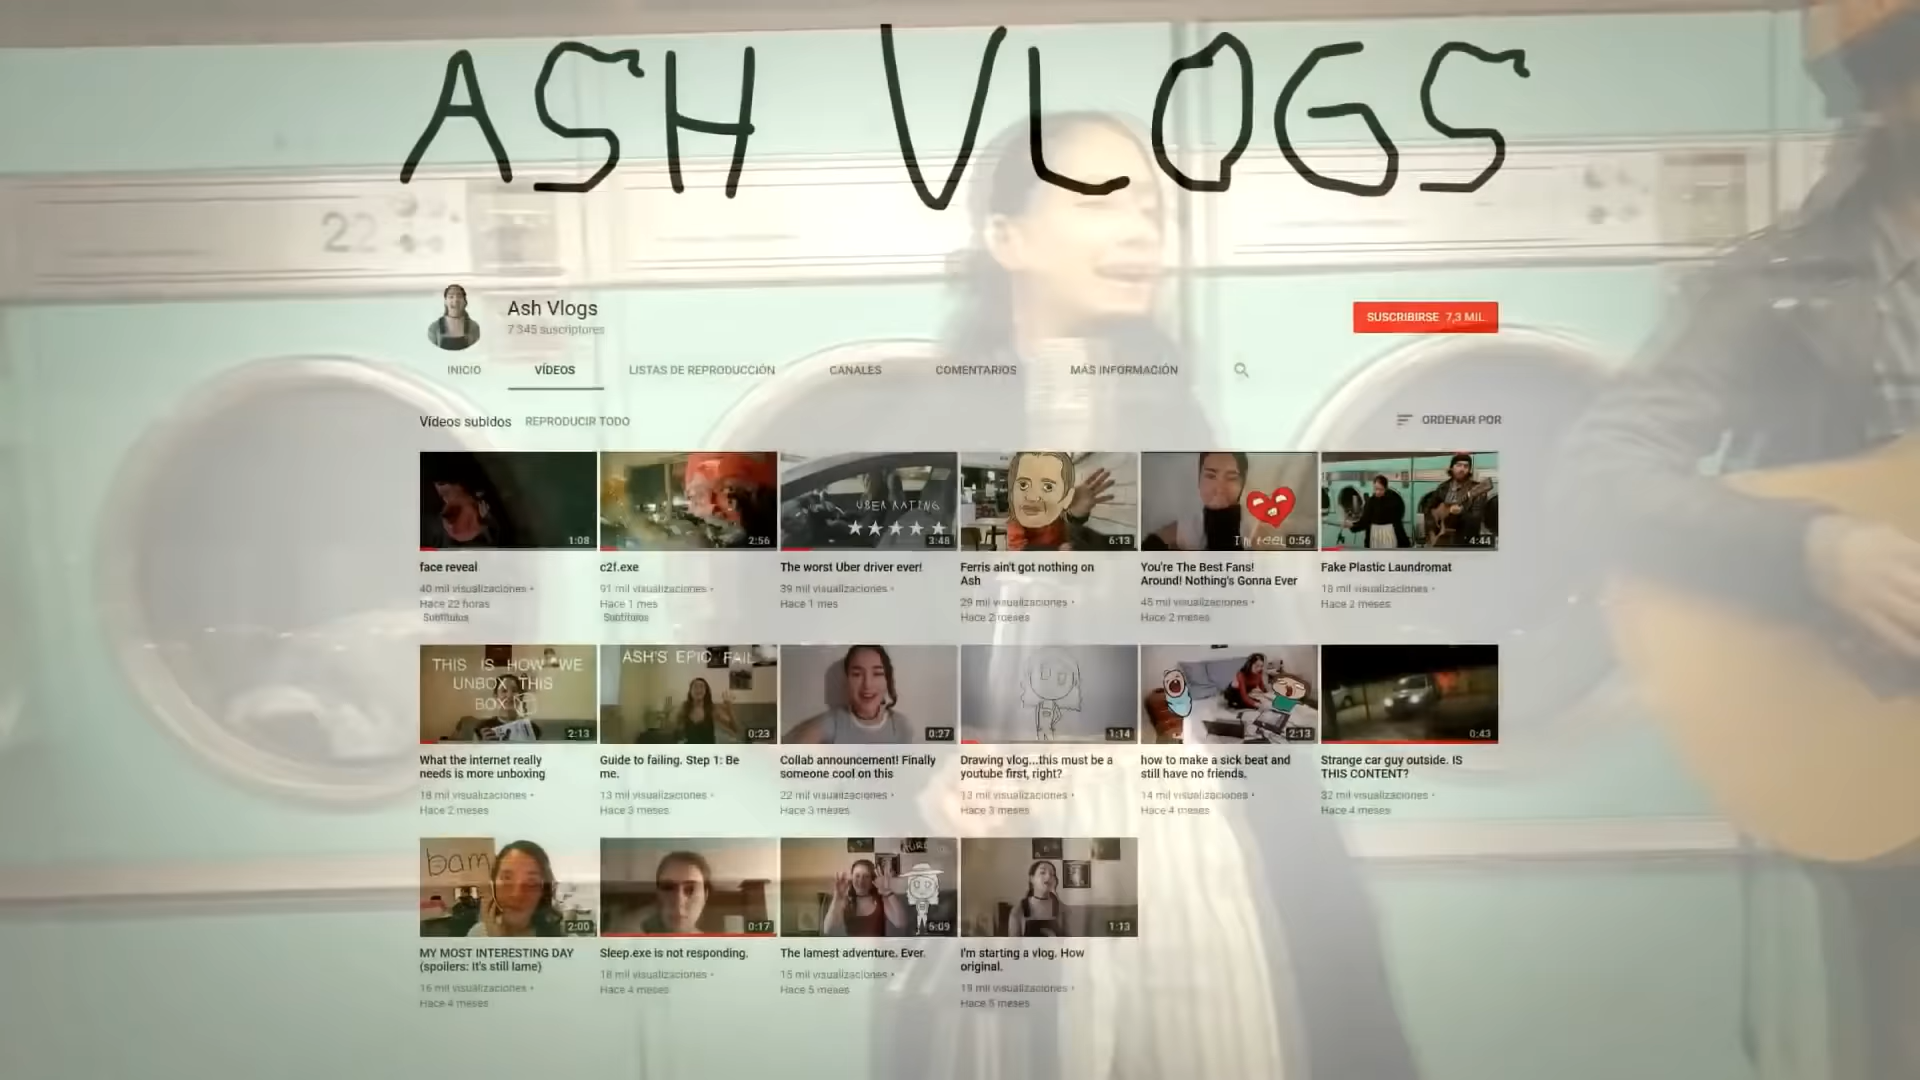 ASH VLOGS
22
Ash Vlogs
7 345 suscriptores
SUSCRIBIRSE 7,3 MIL
INICIO VÍDEOS LISTAS DE REPRODUCCIÓN CANALES COMENTARIOS MÁS INFORMACIÓN
Vídeos subidos REPRODUCIR TODO ORDENAR POR
UBER RATING
I'm feel
1:08 2:56 3:48 6:13 0:56 4:44
face reveal
40 mil visualizaciones •
Hace 22 horas
Subtítulos
c2f.exe
91 mil visualizaciones •
Hace 1 mes
Subtítulos
The worst Uber driver ever!
39 mil visualizaciones •
Hace 1 mes
Ferris ain't got nothing on
Ash
29 mil visualizaciones •
Hace 2 meses
You're The Best Fans!
Around! Nothing's Gonna Ever
45 mil visualizaciones •
Hace 2 meses
Fake Plastic Laundromat
18 mil visualizaciones •
Hace 2 meses
THIS IS HOW WE
UNBOX THIS
BOX
ASH'S EPIC FAIL
2:13 0:23 0:27 1:14 2:13 0:43
What the internet really
needs is more unboxing
18 mil visualizaciones •
Hace 2 meses
Guide to failing. Step 1: Be
me.
13 mil visualizaciones •
Hace 3 meses
Collab announcement! Finally
someone cool on this
22 mil visualizaciones •
Hace 3 meses
Drawing vlog...this must be a
youtube first, right?
13 mil visualizaciones •
Hace 3 meses
how to make a sick beat and
still have no friends.
14 mil visualizaciones •
Hace 4 meses
Strange car guy outside. IS
THIS CONTENT?
32 mil visualizaciones •
Hace 4 meses
bam
2:00 0:17 5:09 1:13
MY MOST INTERESTING DAY
(spoilers: It's still lame)
16 mil visualizaciones •
Hace 4 meses
Sleep.exe is not responding.
18 mil visualizaciones •
Hace 4 meses
The lamest adventure. Ever.
15 mil visualizaciones •
Hace 5 meses
I'm starting a vlog. How
original.
19 mil visualizaciones •
Hace 5 meses